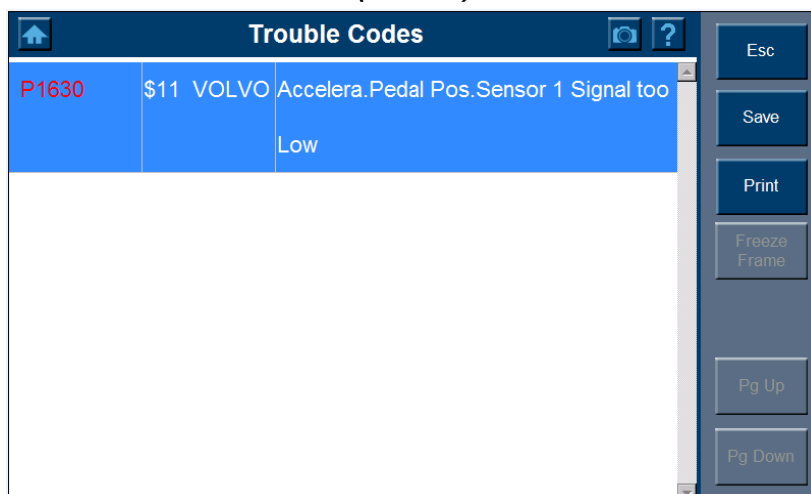 Trouble Codes
?
Esc
P1630 $11 VOLVO Accelera.Pedal Pos.Sensor 1 Signal too
Low
Save
Print
Freeze
Frame
Pg Up
Pg Down